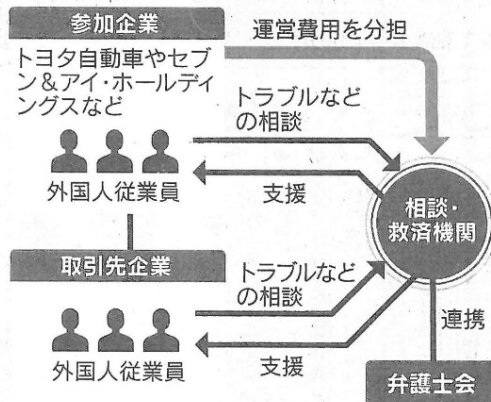 参加企業
トヨタ自動車やセブ
ン&アイ・ホールディ
ングスなど
外国人従業員
運営費用を分担
トラブルなど
の相談
支援
相談・
救済機関
取引先企業
外国人従業員
トラブルなど
の相談
支援
連携
弁護士会